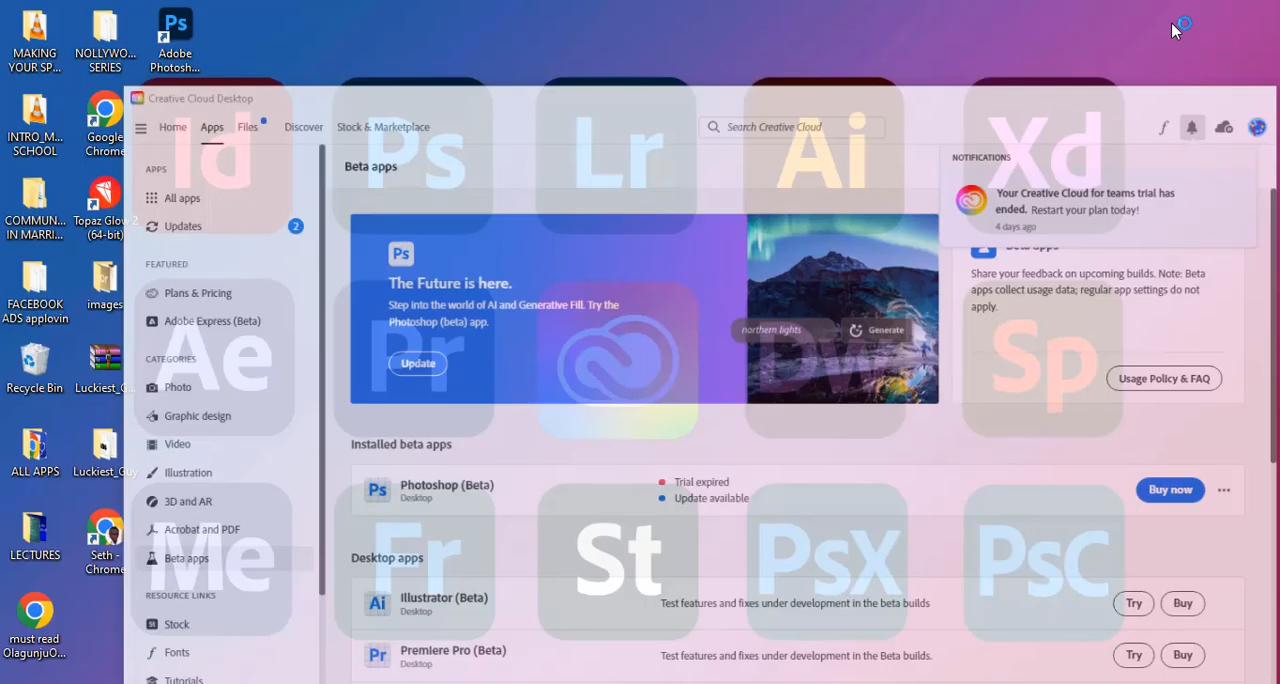 MAKING
YOUR SP...
NOLLYWO...
SERIES
Ps
Adobe
Photosh...
INTRO_M...
SCHOOL
Google
Chrome
COMMUN...
IN MARRI...
Topaz Glow 2
(64-bit)
FACEBOOK
ADS applovin
images
Recycle Bin
Luckiest_G...
ALL APPS
Luckiest_Guy
LECTURES
Seth -
Chrome
must read
OlagunjuO...
Creative Cloud Desktop
Home
Apps
Files
Discover
Stock & Marketplace
Search Creative Cloud
APPS
All apps
Updates
2
FEATURED
Plans & Pricing
Adobe Express (Beta)
CATEGORIES
Photo
Graphic design
Video
Illustration
3D and AR
Acrobat and PDF
Beta apps
RESOURCE LINKS
Stock
Fonts
Tutorials
Beta apps
Ps
The Future is here.
Step into the world of AI and Generative Fill. Try the
Photoshop (beta) app.
Update
northern lights
Generate
NOTIFICATIONS
Your Creative Cloud for teams trial has
ended. Restart your plan today!
4 days ago
Beta apps
Share your feedback on upcoming builds. Note: Beta
apps collect usage data; regular app settings do not
apply.
Usage Policy & FAQ
Installed beta apps
Ps
Photoshop (Beta)
Desktop
Trial expired
Update available
Buy now
Desktop apps
Ai
Illustrator (Beta)
Desktop
Test features and fixes under development in the beta builds
Try
Buy
Pr
Premiere Pro (Beta)
Desktop
Test features and fixes under development in the Beta builds.
Try
Buy
Id
Ps
Lr
Ai
Xd
Ae
Pr
Dw
Sp
Me
Fr
St
PsX
PsC